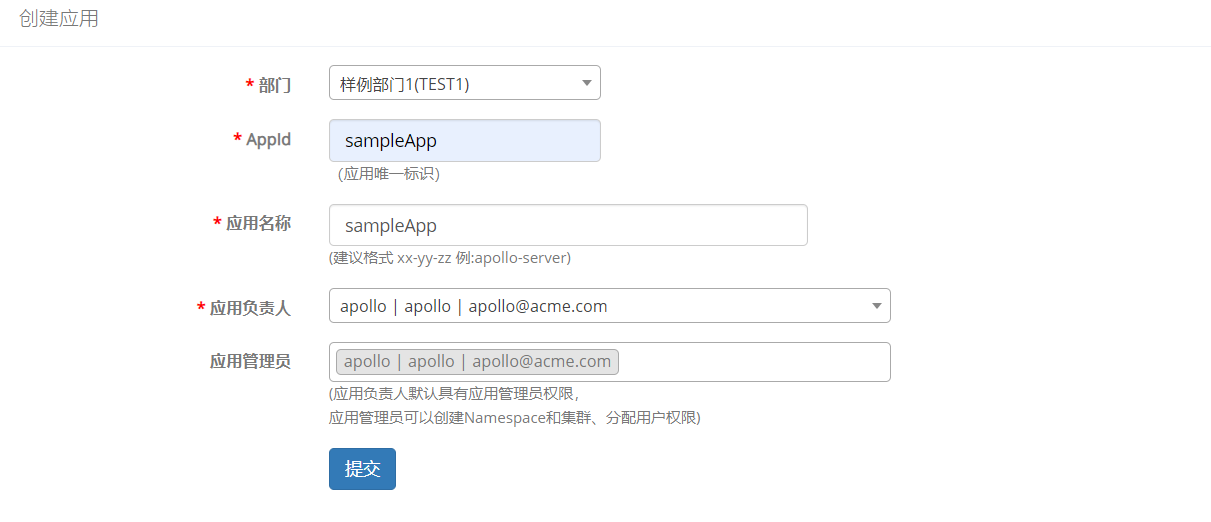 创建应用
* 部门 样例部门1(TEST1)
* AppId sampleApp
(应用唯一标识)
* 应用名称 sampleApp
(建议格式 xx-yy-zz 例:apollo-server)
* 应用负责人 apollo | apollo | apollo@acme.com
应用管理员 apollo | apollo | apollo@acme.com
(应用负责人默认具有应用管理员权限，
应用管理员可以创建Namespace和集群、分配用户权限)
提交